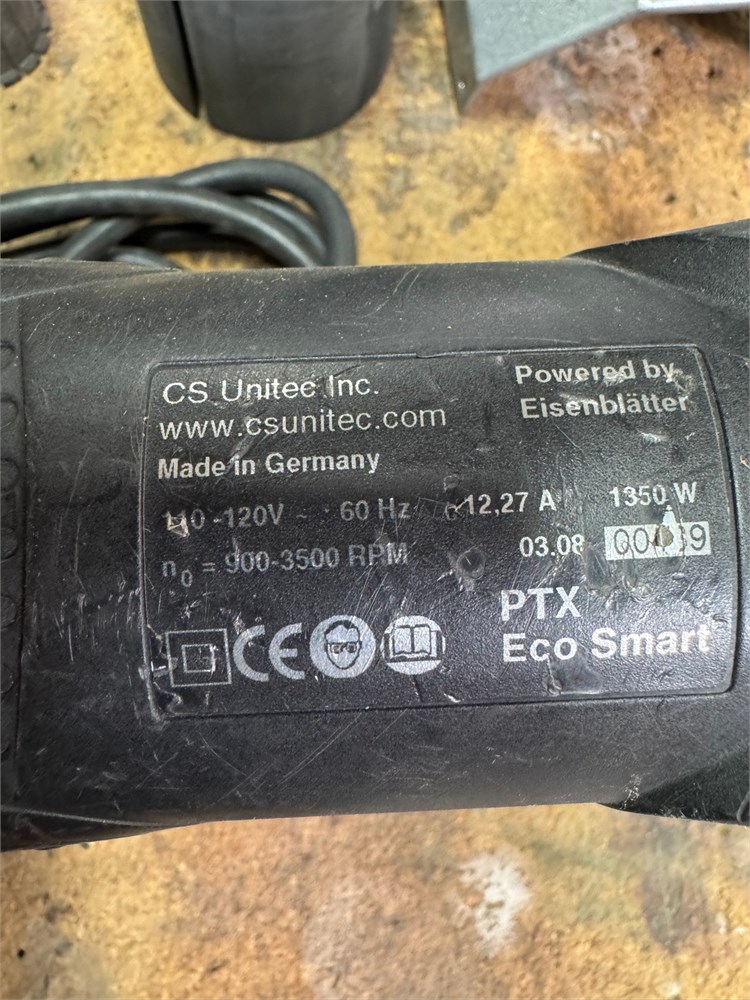 CS Unitec Inc.
www.csunitec.com
Made in Germany
Powered by
Eisenblätter
110 -120V ~ 60 Hz 12,27 A 1350 W
n0 = 900-3500 RPM
03.08
CE
PTX
Eco Smart